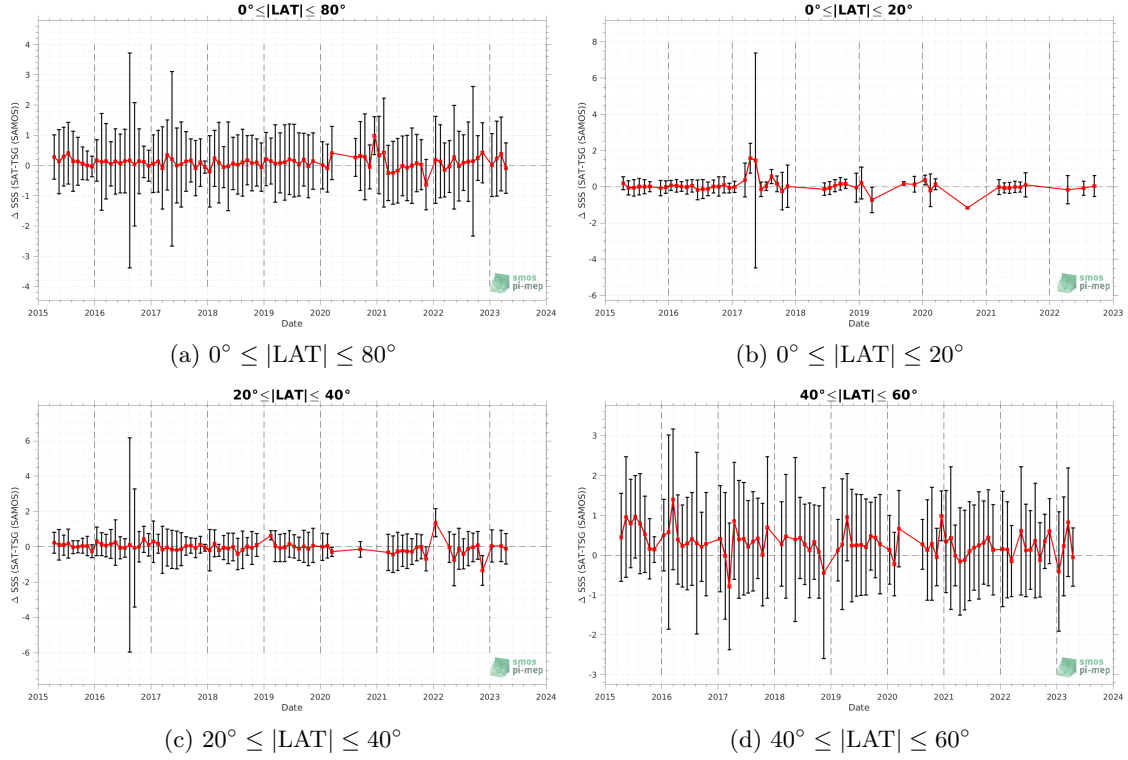 0°≤|LAT|≤ 80°
Δ SSS (SAT-TSG (SAMOS))
4
3
2
1
0
-1
-2
-3
-4
2015 2016 2017 2018 2019 2020 2021 2022 2023 2024
Date
smos
pi-mep
(a) 0° ≤ |LAT| ≤ 80°
0°≤|LAT|≤ 20°
Δ SSS (SAT-TSG (SAMOS))
8
6
4
2
0
-2
-4
-6
2015 2016 2017 2018 2019 2020 2021 2022 2023
Date
smos
pi-mep
(b) 0° ≤ |LAT| ≤ 20°
20°≤|LAT|≤ 40°
Δ SSS (SAT-TSG (SAMOS))
6
4
2
0
-2
-4
-6
2015 2016 2017 2018 2019 2020 2021 2022 2023 2024
Date
smos
pi-mep
(c) 20° ≤ |LAT| ≤ 40°
40°≤|LAT|≤ 60°
Δ SSS (SAT-TSG (SAMOS))
3
2
1
0
-1
-2
-3
2015 2016 2017 2018 2019 2020 2021 2022 2023 2024
Date
smos
pi-mep
(d) 40° ≤ |LAT| ≤ 60°